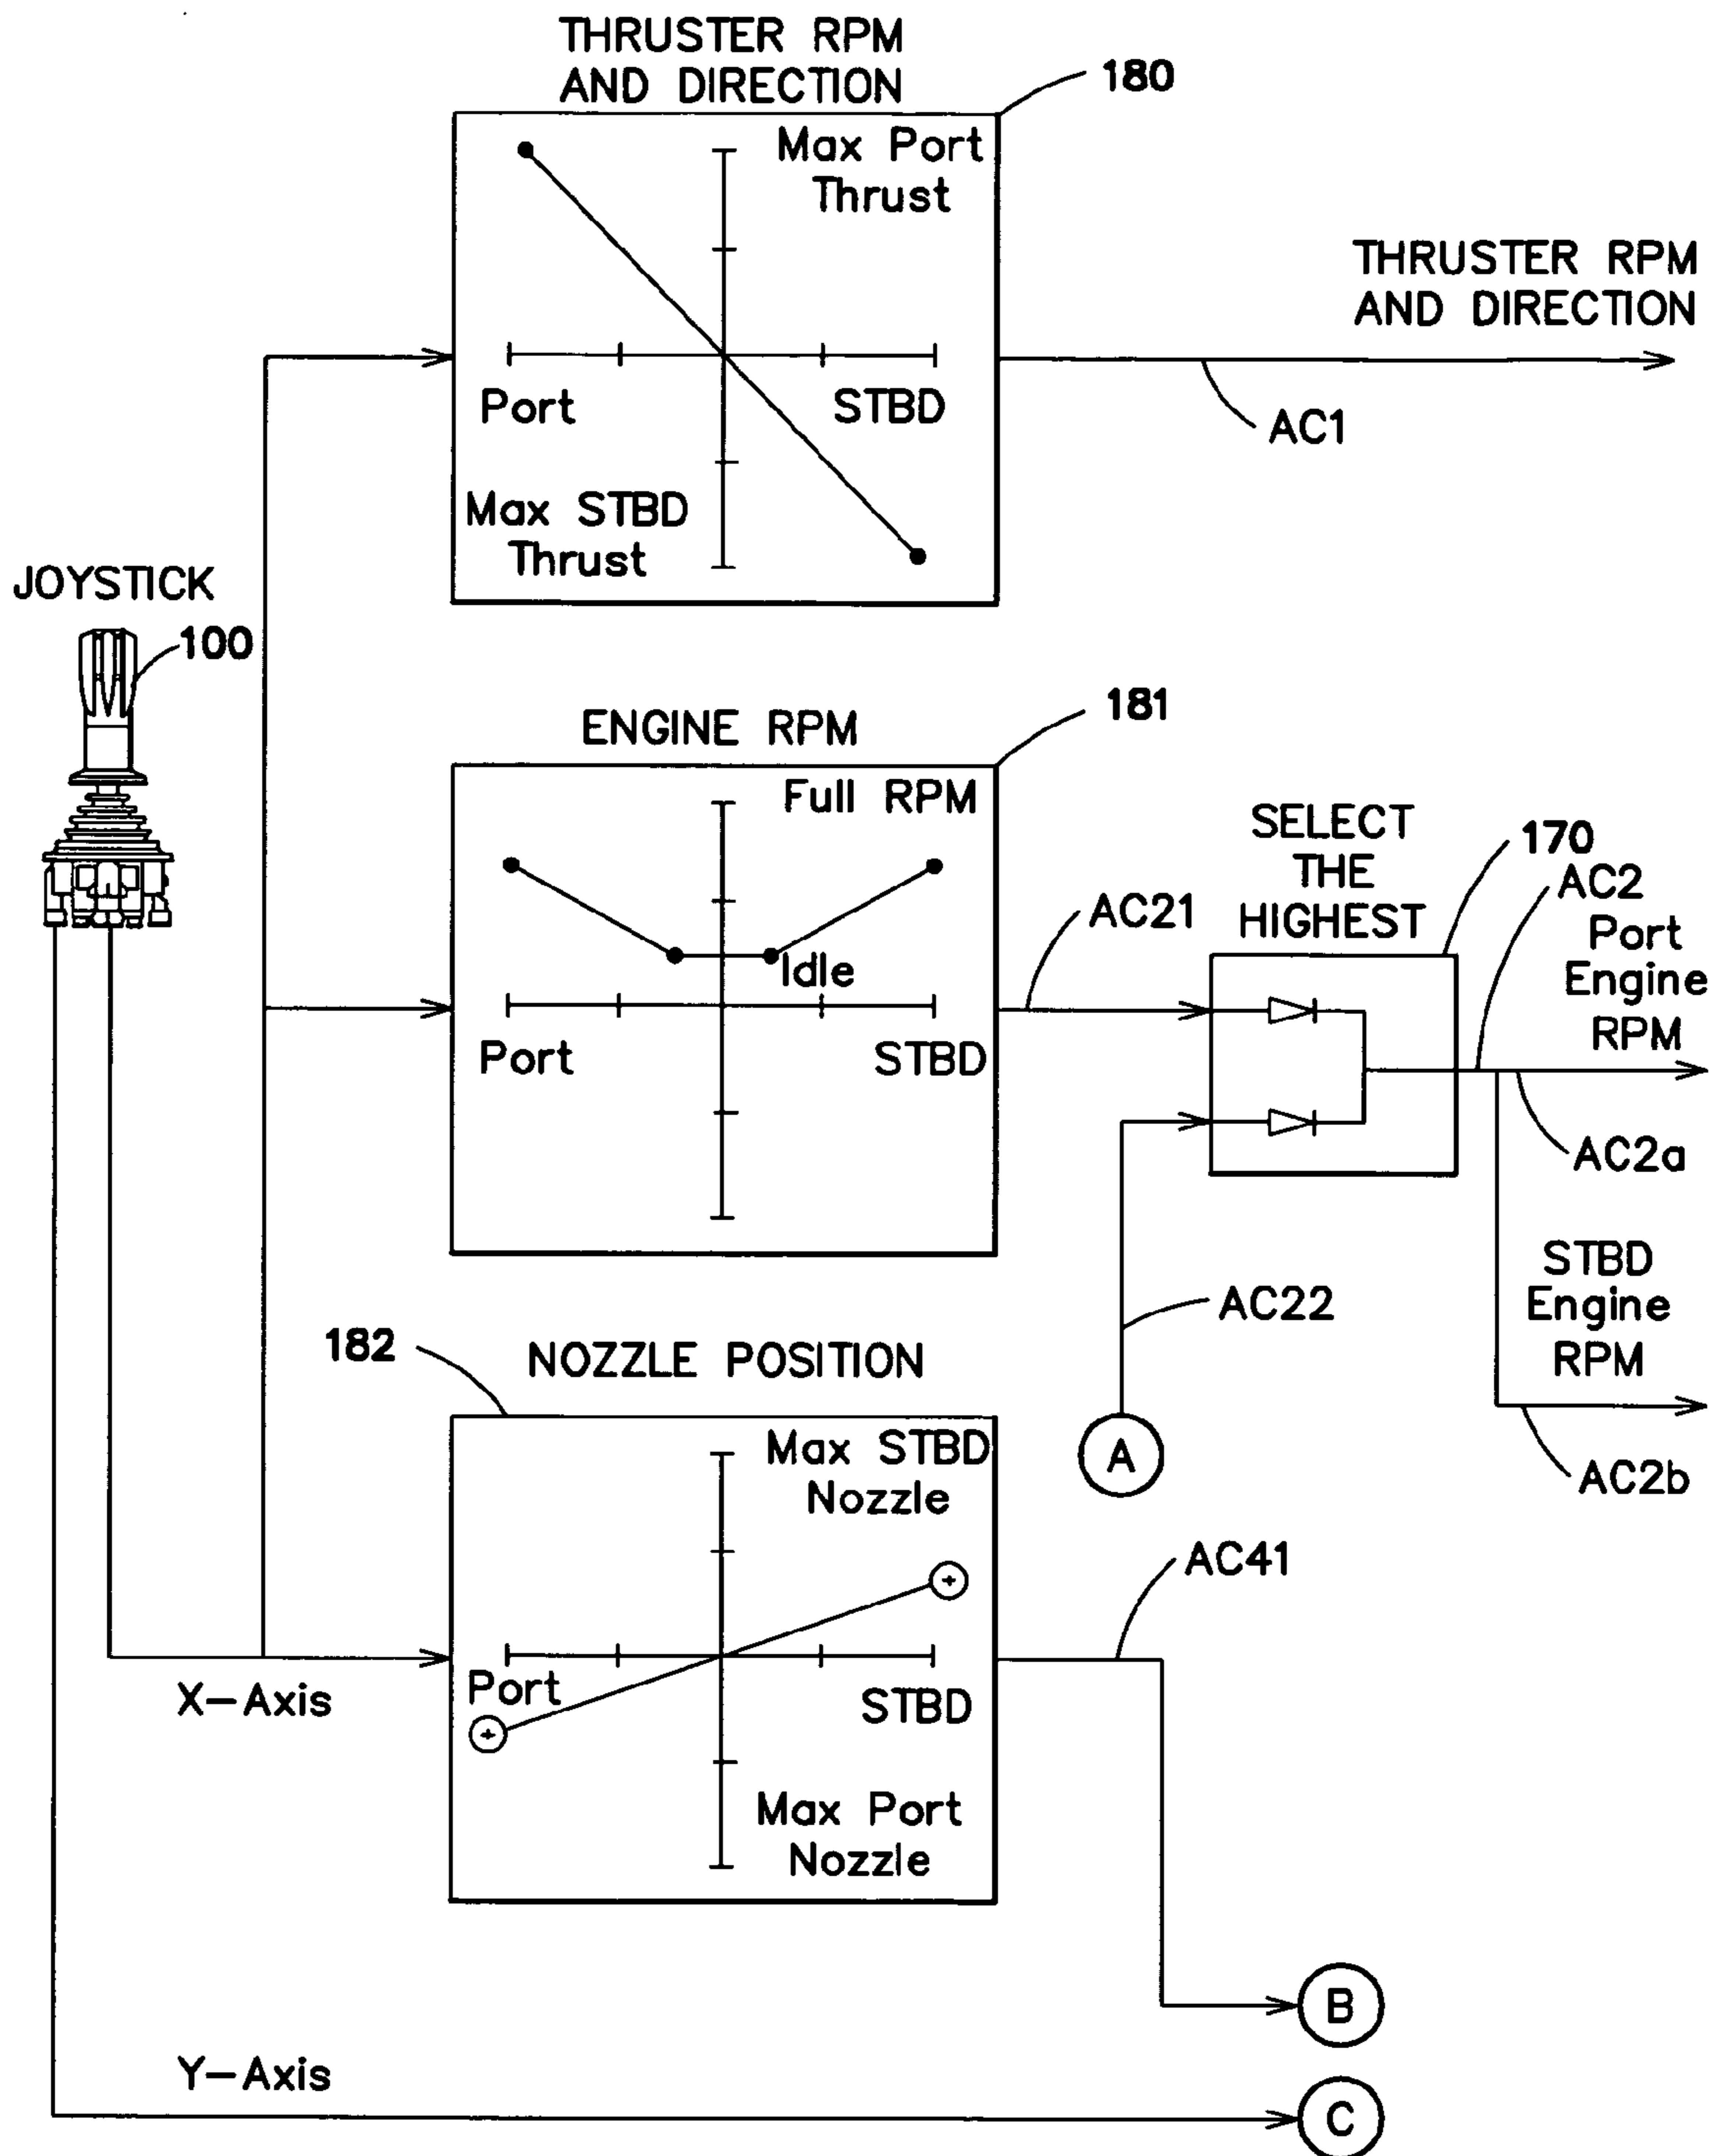 THRUSTER RPM
AND DIRECTION
180
Max Port
Thrust
Port
STBD
Max STBD
Thrust
THRUSTER RPM
AND DIRECTION
AC1
JOYSTICK
100
ENGINE RPM
181
Full RPM
Idle
Port
STBD
AC21
SELECT
THE
HIGHEST
170
AC2
Port
Engine
RPM
AC2a
STBD
Engine
RPM
AC2b
AC22
A
182
NOZZLE POSITION
Max STBD
Nozzle
Port
STBD
Max Port
Nozzle
AC41
X-Axis
B
Y-Axis
C